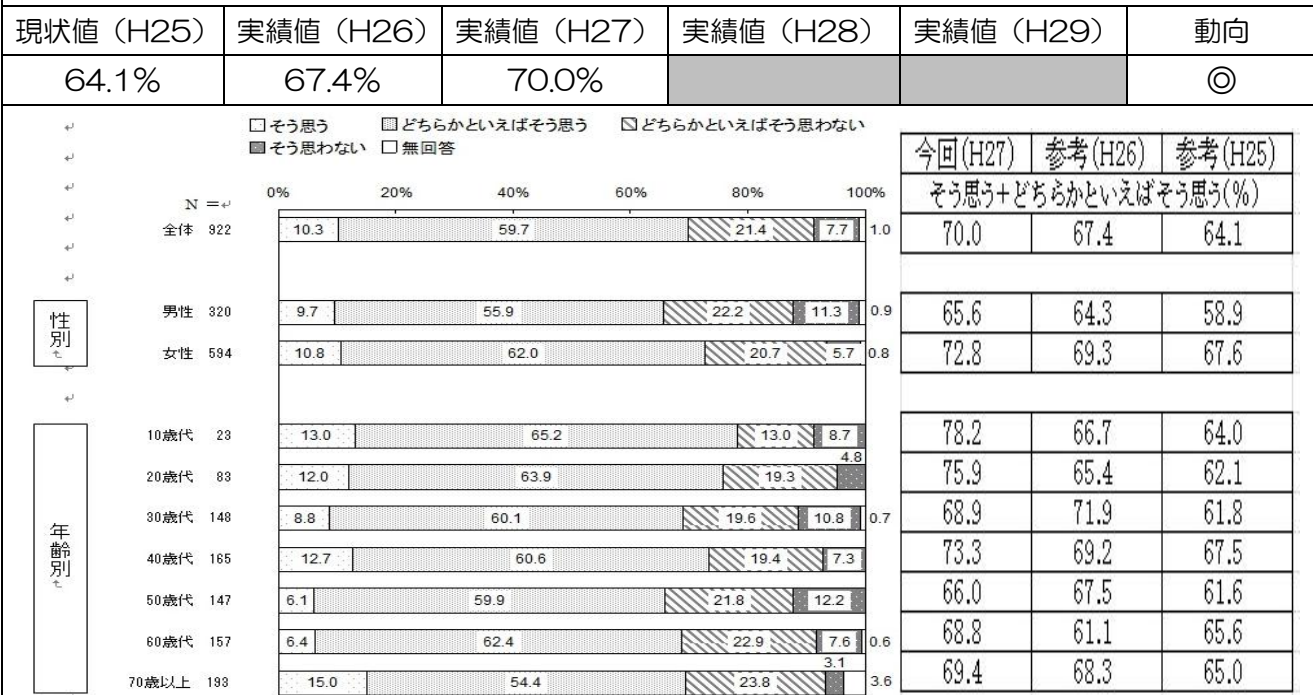 現状値（H25） 実績値（H26） 実績値（H27） 実績値（H28） 実績値（H29） 動向
64.1% 67.4% 70.0% ◎
そう思う どちらかといえばそう思う どちらかといえばそう思わない
そう思わない 無回答
今回(H27) 参考(H26) 参考(H25)
そう思う+どちらかといえばそう思う(%)
0% 20% 40% 60% 80% 100%
N =
全体 922 10.3 59.7 21.4 7.7 1.0 70.0 67.4 64.1
性別
男性 320 9.7 55.9 22.2 11.3 0.9 65.6 64.3 58.9
女性 594 10.8 62.0 20.7 5.7 0.8 72.8 69.3 67.6
年齢別
10歳代 23 13.0 65.2 13.0 8.7 78.2 66.7 64.0
20歳代 83 12.0 63.9 19.3 4.8 75.9 65.4 62.1
30歳代 148 8.8 60.1 19.6 10.8 0.7 68.9 71.9 61.8
40歳代 165 12.7 60.6 19.4 7.3 73.3 69.2 67.5
50歳代 147 6.1 59.9 21.8 12.2 66.0 67.5 61.6
60歳代 157 6.4 62.4 22.9 7.6 0.6 68.8 61.1 65.6
70歳以上 193 15.0 54.4 23.8 3.1 3.6 69.4 68.3 65.0